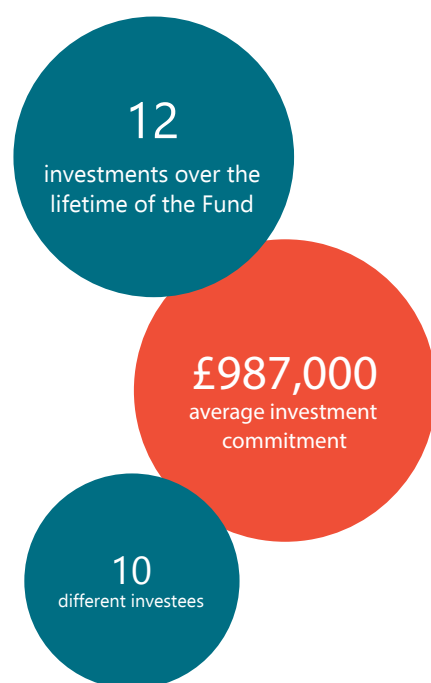 12
investments over the
lifetime of the Fund
£987,000
average investment
commitment
10
different investees